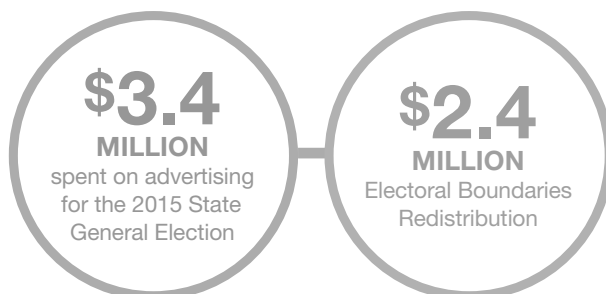 $3.4
MILLION
spent on advertising
for the 2015 State
General Election
$2.4
MILLION
Electoral Boundaries
Redistribution